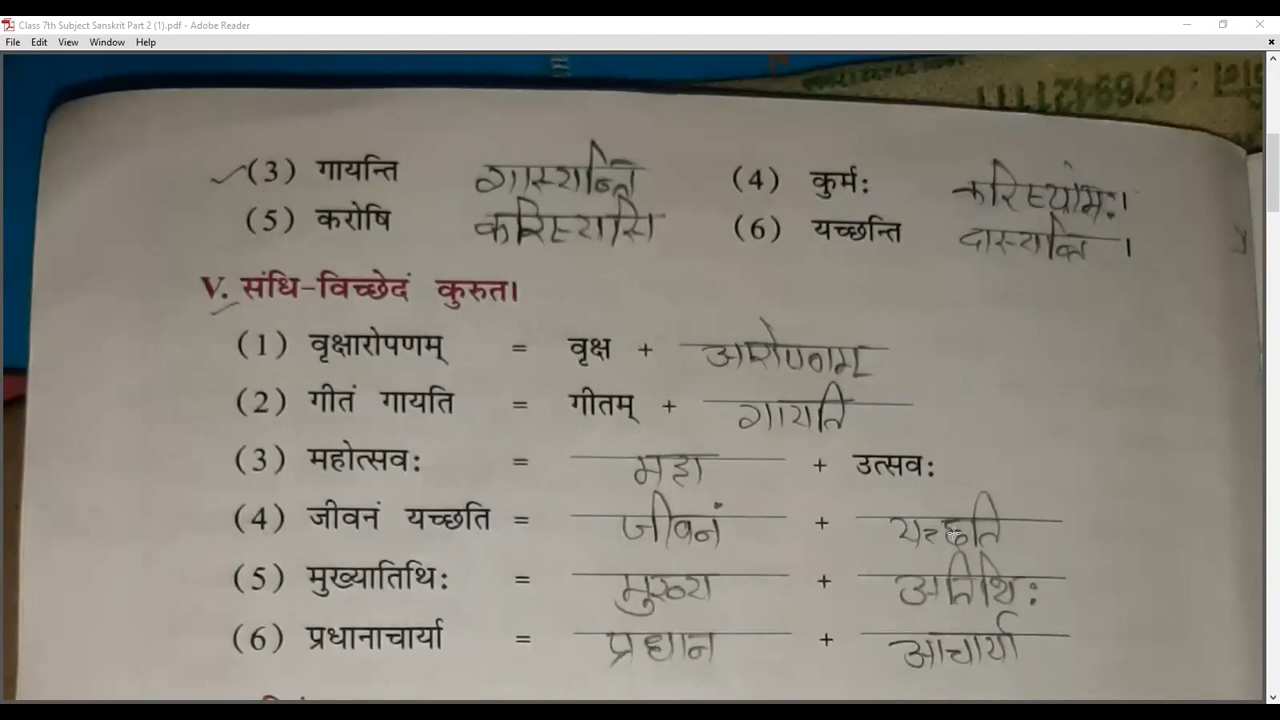 Class 7th Subject Sanskrit Part 2 (1).pdf - Adobe Reader
File Edit View Window Help
: 8769421111
(3) गायन्ति गास्यन्ति (4) कुर्मः करिष्यामः।
(5) करोषि करिष्यासि (6) यच्छन्ति दास्यन्ति ।
V. संधि-विच्छेदं कुरुत।
(1) वृक्षारोपणम् = वृक्ष + आरोपणम्
(2) गीतं गायति = गीतम् + गायति
(3) महोत्सवः = महा + उत्सवः
(4) जीवनं यच्छति = जीवनं + यच्छति
(5) मुख्यातिथिः = मुख्य + अतिथिः
(6) प्रधानाचार्या = प्रधान + आचार्या